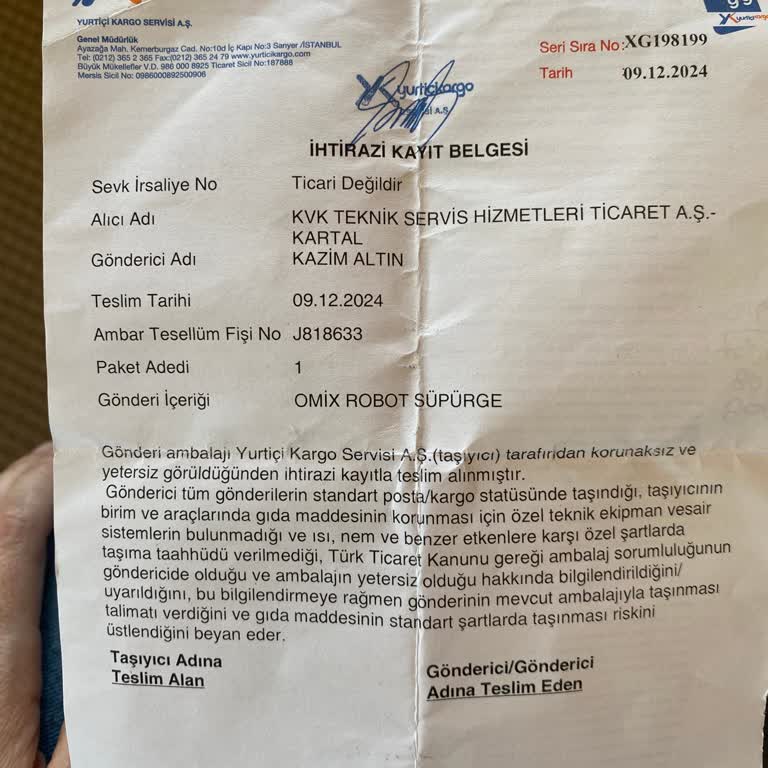 YURTİÇİ KARGO SERVİSİ A.Ş.
Genel Müdürlük
Ayazağa Mah. Kemerburgaz Cad. No:10d İç Kapı No:3 Sarıyer /İSTANBUL
Tel: (0212) 365 2 365 Fax:(0212) 365 24 79 www.yurticikargo.com
Büyük Mükellefler V.D. 986 000 8925 Ticaret Sicil No:187888
Mersis Sicil No: 0986000892500906
yurtiçikargo
Seri Sıra No:XG198199
Tarih 09.12.2024
yurtiçikargo
A.Ş.
İHTİRAZİ KAYIT BELGESİ
Sevk İrsaliye No Ticari Değildir
Alıcı Adı KVK TEKNİK SERVİS HİZMETLERİ TİCARET A.Ş.-
KARTAL
Gönderici Adı KAZIM ALTIN
Teslim Tarihi 09.12.2024
Ambar Tesellüm Fişi No J818633
Paket Adedi 1
Gönderi İçeriği OMİX ROBOT SÜPÜRGE
Gönderi ambalajı Yurtiçi Kargo Servisi A.Ş.(taşıyıcı) tarafından korunaksız ve
yetersiz görüldüğünden ihtirazi kayıtla teslim alınmıştır.
Gönderici tüm gönderilerin standart posta/kargo statüsünde taşındığı, taşıyıcının
birim ve araçlarında gıda maddesinin korunması için özel teknik ekipman vesair
sistemlerin bulunmadığı ve ısı, nem ve benzer etkenlere karşı özel şartlarda
taşıma taahhüdü verilmediği, Türk Ticaret Kanunu gereği ambalaj sorumluluğunun
göndericide olduğu ve ambalajın yetersiz olduğu hakkında bilgilendirildiğini/
uyarıldığını, bu bilgilendirmeye rağmen gönderinin mevcut ambalajıyla taşınması
talimatı verdiğini ve gıda maddesinin standart şartlarda taşınması riskini
üstlendiğini beyan eder.
Taşıyıcı Adına Gönderici/Gönderici
Teslim Alan Adına Teslim Eden